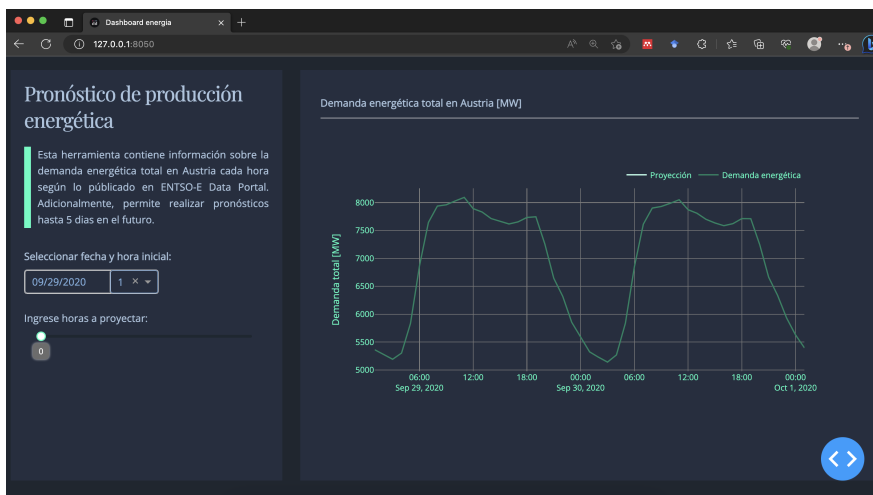 Dashboard energia
127.0.0.1:8050
Pronóstico de producción
energética
Esta herramienta contiene información sobre la
demanda energética total en Austria cada hora
según lo públicado en ENTSO-E Data Portal.
Adicionalmente, permite realizar pronósticos
hasta 5 dias en el futuro.
Seleccionar fecha y hora inicial:
09/29/2020 1
Ingrese horas a proyectar:
0
Demanda energética total en Austria [MW]
Proyección Demanda energética
Demanda total [MW]
8000
7500
7000
6500
6000
5500
5000
06:00 12:00 18:00 00:00 06:00 12:00 18:00 00:00
Sep 29, 2020 Sep 30, 2020 Oct 1, 2020